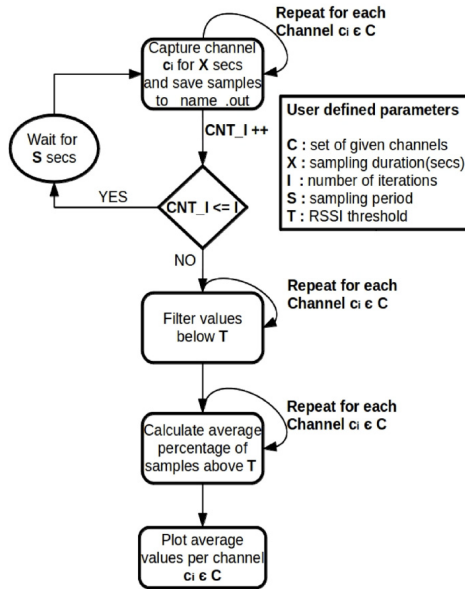 Repeat for each
Channel ci ϵ C
Capture channel
ci for X secs
and save samples
to _name_.out
CNT_I ++
User defined parameters
C : set of given channels
X : sampling duration(secs)
I : number of iterations
S : sampling period
T : RSSI threshold
Wait for
S secs
YES
CNT_I <= I
NO
Repeat for each
Channel ci ϵ C
Filter values
below T
Repeat for each
Channel ci ϵ C
Calculate average
percentage of
samples above T
Plot average
values per channel
ci ϵ C